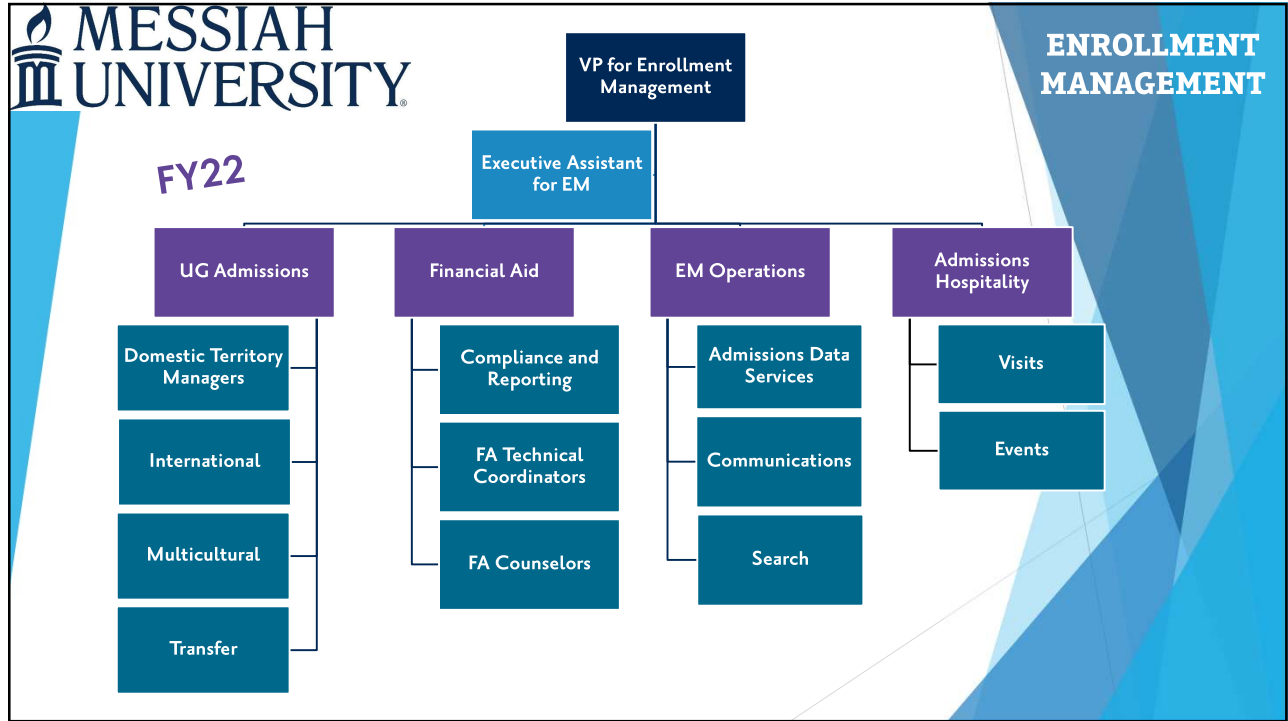 MESSIAH
UNIVERSITY®
ENROLLMENT
MANAGEMENT
FY22
VP for Enrollment
Management
Executive Assistant
for EM
UG Admissions
Financial Aid
EM Operations
Admissions
Hospitality
Domestic Territory
Managers
International
Multicultural
Transfer
Compliance and
Reporting
FA Technical
Coordinators
FA Counselors
Admissions Data
Services
Communications
Search
Visits
Events